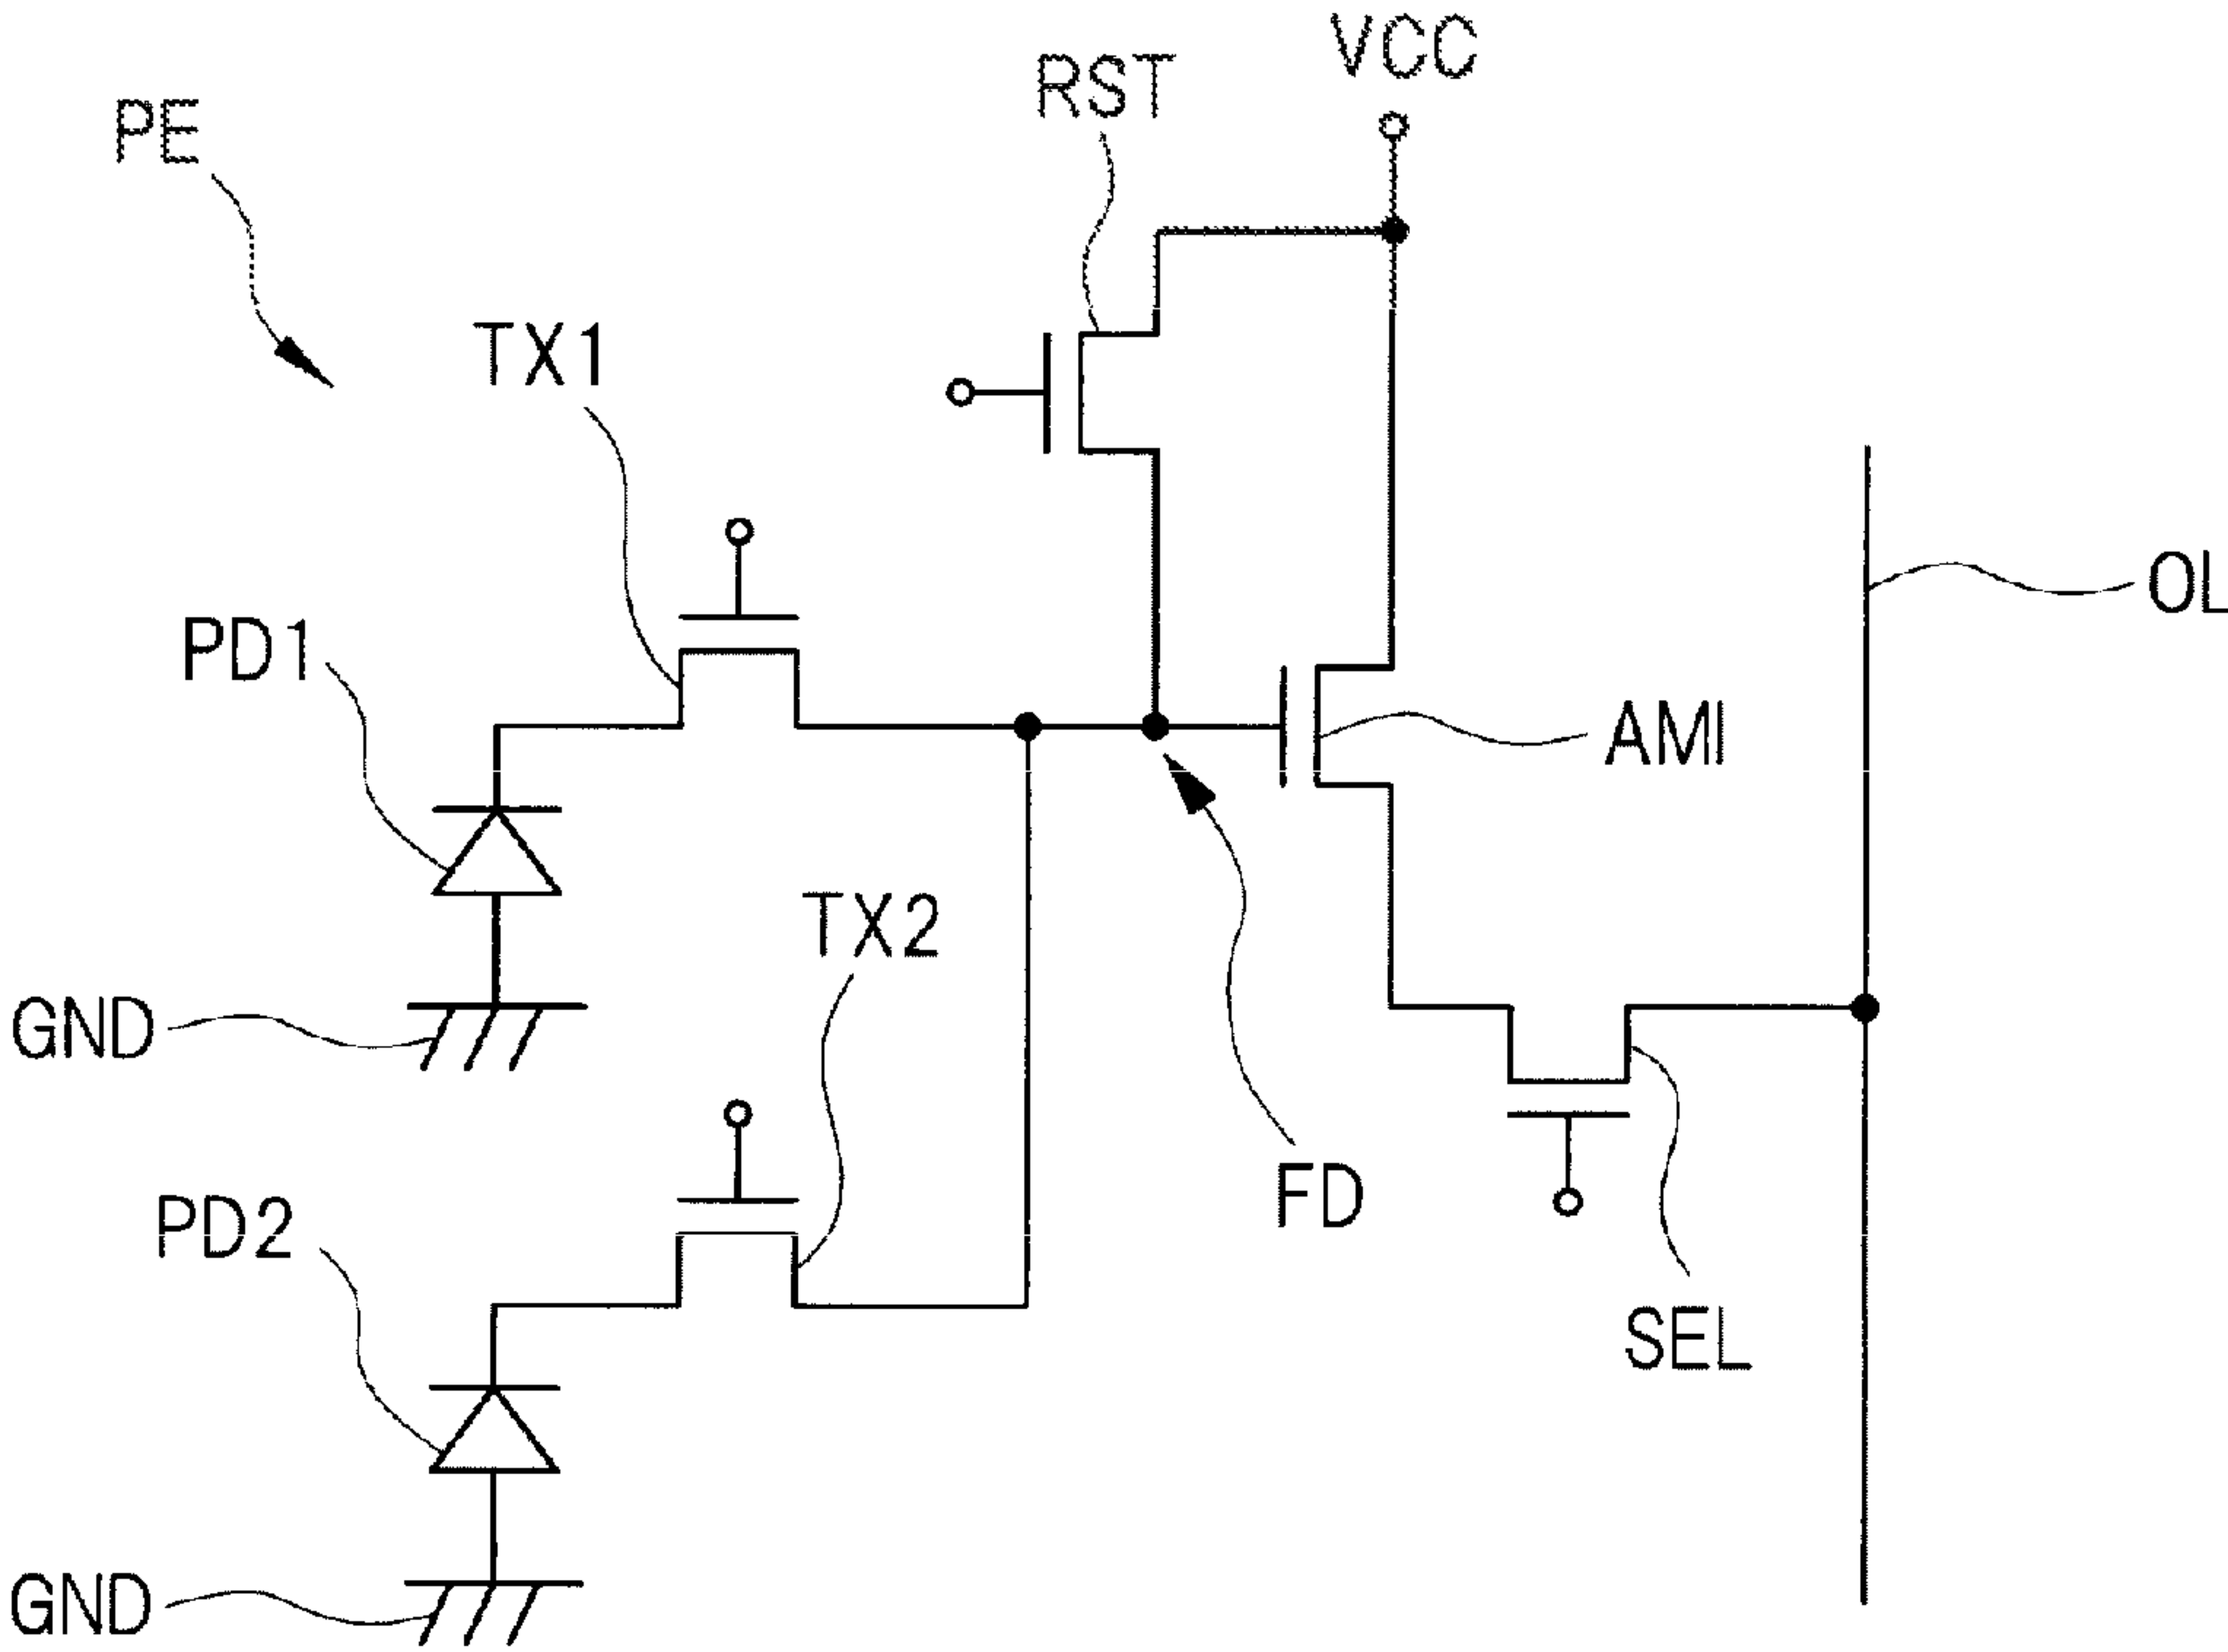 VCC
RST
PE
TX1
OL
PD1
AMI
TX2
GND
FD
PD2
SEL
GND